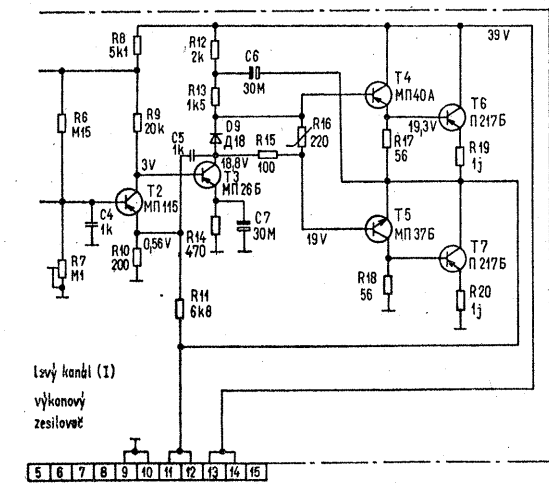 39 V
R8
5k1
R12
2k
C6
30M
T4
МП40А
T6
П217Б
R13
1k5
R6
M15
R9
20k
D9
Д18
R16
220
R17
56
19,3V
R19
1j
C5
1k
R15
100
3V
18,8V
T3
МП26Б
T2
МП115
C4
1k
C7
30M
T5
МП37Б
T7
П217Б
R14
470
19V
R10
200
0,56V
R7
M1
R18
56
R20
1j
R11
6k8
Levý kanál (I)
výkonový
zesilovač
5 6 7 8 9 10 11 12 13 14 15